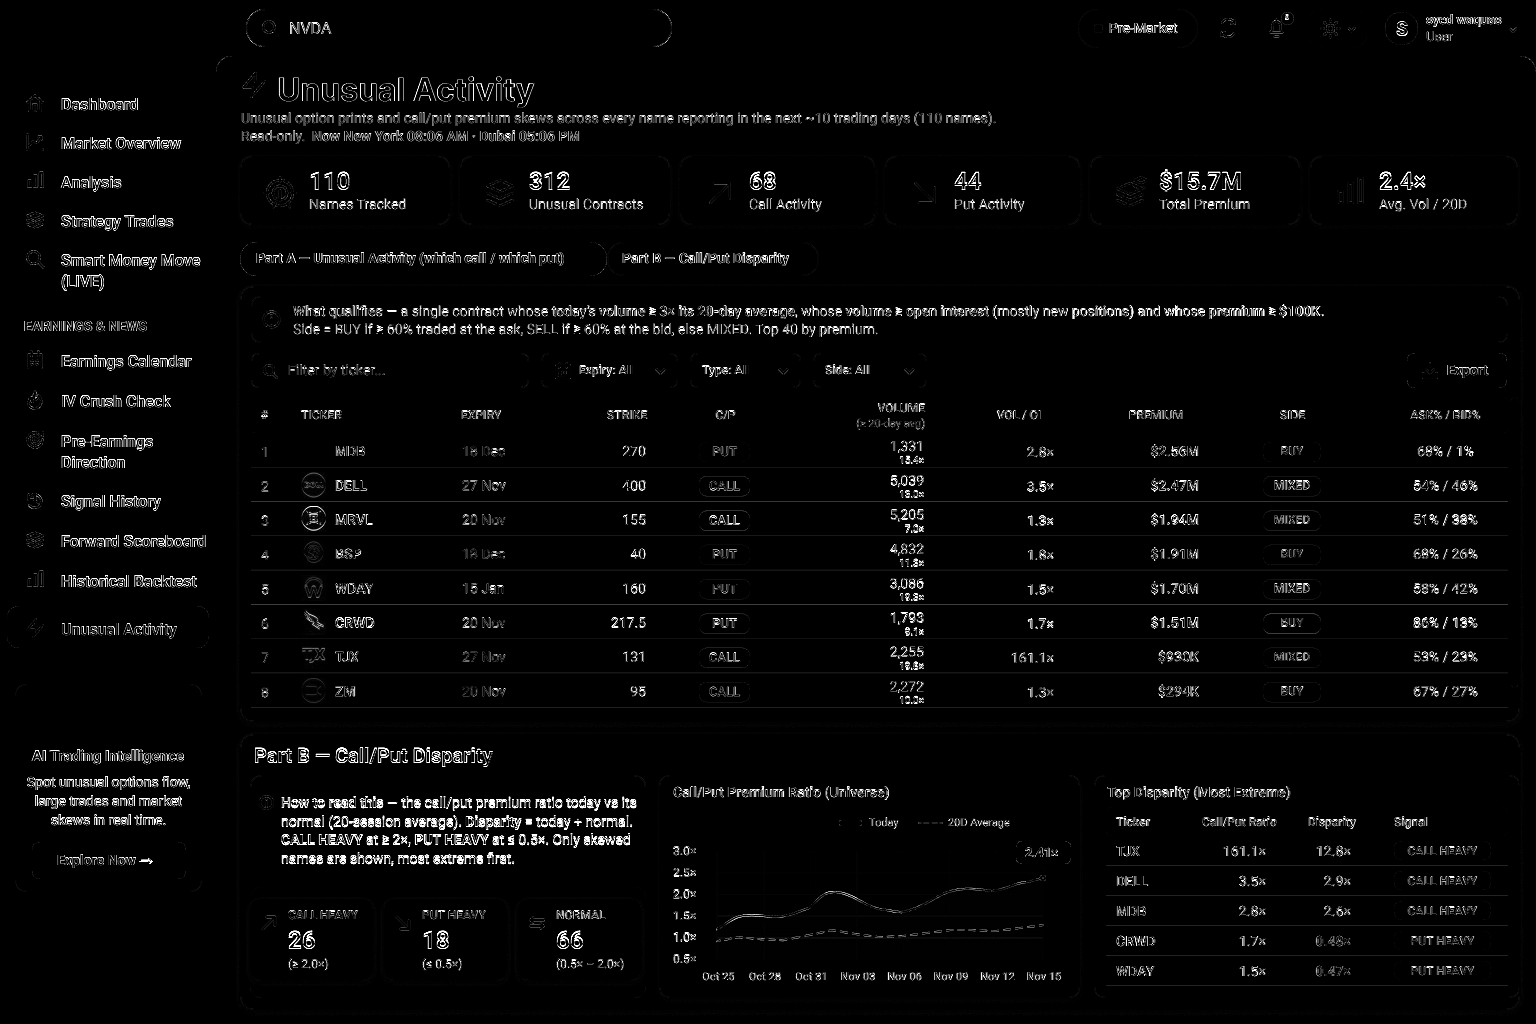 NVDA
Pre-Market
syed waquas
User
S
Unusual Activity
Unusual option prints and call/put premium skews across every name reporting in the next ~10 trading days (110 names).
Read-only. Now New York 08:06 AM • Dubai 05:06 PM
Dashboard
Market Overview
Analysis
Strategy Trades
Smart Money Move
(LIVE)
EARNINGS & NEWS
Earnings Calendar
IV Crush Check
Pre-Earnings
Direction
Signal History
Forward Scoreboard
Historical Backtest
Unusual Activity
AI Trading Intelligence
Spot unusual options flow,
large trades and market
skews in real time.
Explore Now →
110
Names Tracked
312
Unusual Contracts
68
Call Activity
44
Put Activity
$15.7M
Total Premium
2.4×
Avg. Vol / 20D
Part A — Unusual Activity (which call / which put)
Part B — Call/Put Disparity
What qualifies — a single contract whose today's volume ≥ 3× its 20-day average, whose volume ≥ open interest (mostly new positions) and whose premium ≥ $100K.
Side = BUY if ≥ 60% traded at the ask, SELL if ≥ 60% at the bid, else MIXED. Top 40 by premium.
Filter by ticker...
Expiry: All
Type: All
Side: All
Export
# TICKER EXPIRY STRIKE C/P VOLUME (≥ 20-day avg) VOL / OI PREMIUM SIDE ASK% / BID%
1 MDB 18 Dec 270 PUT 1,331 2.8× $2.56M BUY 68% / 1%
2 DELL 27 Nov 400 CALL 5,039 3.5× $2.47M MIXED 54% / 46%
3 MRVL 20 Nov 155 CALL 5,205 7.0× 1.3× $1.94M MIXED 51% / 38%
4 18 Dec 40 PUT 4,832 11.8× 1.8× $1.91M BUY 68% / 26%
5 WDAY 15 Jan 160 PUT 3,086 1.5× $1.70M MIXED 58% / 42%
6 CRWD 20 Nov 217.5 PUT 1,793 9.1× 1.7× $1.51M BUY 86% / 13%
7 TJX 27 Nov 131 CALL 2,255 161.1× $930K MIXED 53% / 23%
8 ZM 20 Nov 95 CALL 2,272 10.0× 1.3× $294K BUY 67% / 27%
Part B — Call/Put Disparity
How to read this — the call/put premium ratio today vs its
normal (20-session average). Disparity = today ÷ normal.
CALL HEAVY at ≥ 2×, PUT HEAVY at ≤ 0.5×. Only skewed
names are shown, most extreme first.
CALL HEAVY
26
(≥ 2.0×)
PUT HEAVY
18
(≤ 0.5×)
NORMAL
66
(0.5× – 2.0×)
Call/Put Premium Ratio (Universe)
Today
20D Average
2.41×
3.0×
2.5×
2.0×
1.5×
1.0×
0.5×
Oct 25 Oct 28 Oct 31 Nov 03 Nov 06 Nov 09 Nov 12 Nov 15
Top Disparity (Most Extreme)
Ticker Call/Put Ratio Disparity Signal
TJX 161.1× 12.8× CALL HEAVY
DELL 3.5× 2.9× CALL HEAVY
MDB 2.8× 2.6× CALL HEAVY
CRWD 1.7× 0.48× PUT HEAVY
WDAY 1.5× 0.47× PUT HEAVY